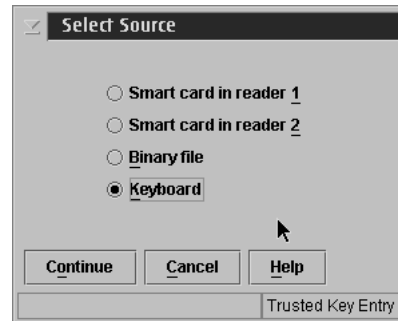 Select Source
Smart card in reader 1
Smart card in reader 2
Binary file
Keyboard
Continue Cancel Help
Trusted Key Entry